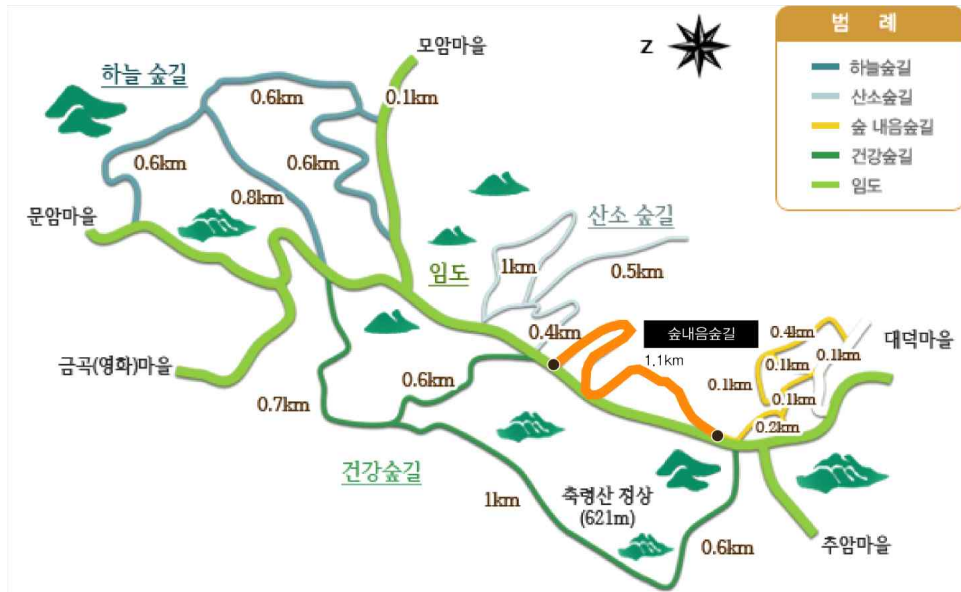 범 례
하늘숲길
산소숲길
숲 내음숲길
건강숲길
임도
Z
모암마을
하늘 숲길
0.6km
0.1km
0.6km
0.6km
0.8km
문암마을
산소 숲길
1km
0.5km
임도
0.4km
숲내음숲길
1.1km
0.4km
0.1km
대덕마을
0.1km
0.1km
0.1km
0.2km
금곡(영화)마을
0.6km
0.7km
건강숲길
1km
축령산 정상
(621m)
0.6km
추암마을